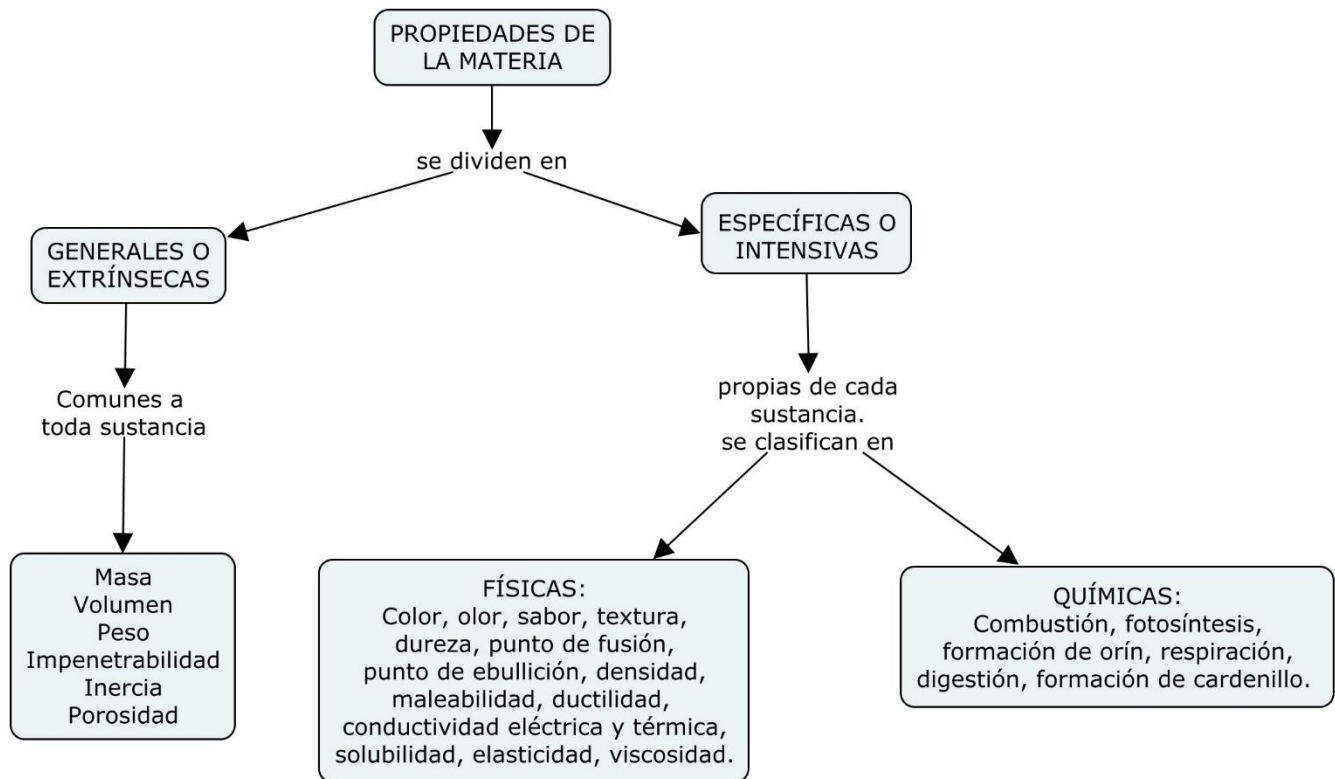 PROPIEDADES DE
LA MATERIA
se dividen en
GENERALES O
EXTRÍNSECAS
ESPECÍFICAS O
INTENSIVAS
Comunes a
toda sustancia
propias de cada
sustancia.
se clasifican en
Masa
Volumen
Peso
Impenetrabilidad
Inercia
Porosidad
FÍSICAS:
Color, olor, sabor, textura,
dureza, punto de fusión,
punto de ebullición, densidad,
maleabilidad, ductilidad,
conductividad eléctrica y térmica,
solubilidad, elasticidad, viscosidad.
QUÍMICAS:
Combustión, fotosíntesis,
formación de orín, respiración,
digestión, formación de cardenillo.